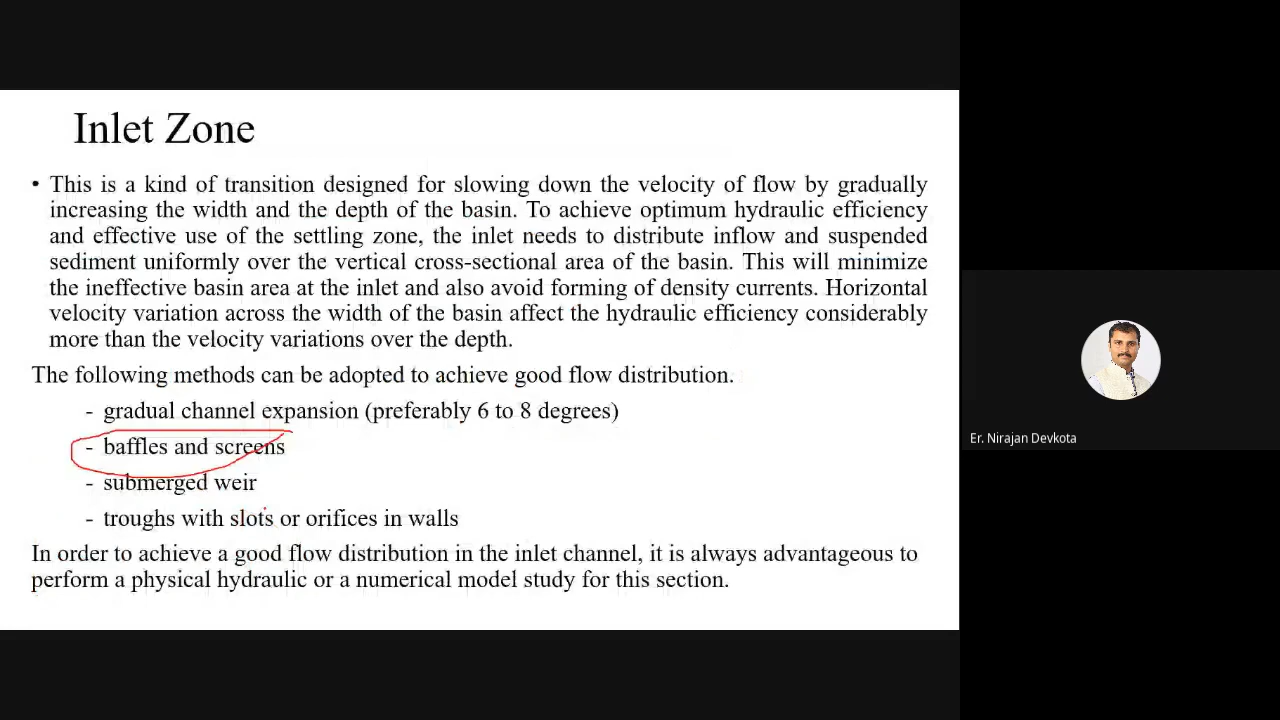 Inlet Zone
• This is a kind of transition designed for slowing down the velocity of flow by gradually
increasing the width and the depth of the basin. To achieve optimum hydraulic efficiency
and effective use of the settling zone, the inlet needs to distribute inflow and suspended
sediment uniformly over the vertical cross-sectional area of the basin. This will minimize
the ineffective basin area at the inlet and also avoid forming of density currents. Horizontal
velocity variation across the width of the basin affect the hydraulic efficiency considerably
more than the velocity variations over the depth.
The following methods can be adopted to achieve good flow distribution.
- gradual channel expansion (preferably 6 to 8 degrees)
- baffles and screens
- submerged weir
- troughs with slots or orifices in walls
In order to achieve a good flow distribution in the inlet channel, it is always advantageous to
perform a physical hydraulic or a numerical model study for this section.
Er. Nirajan Devkota